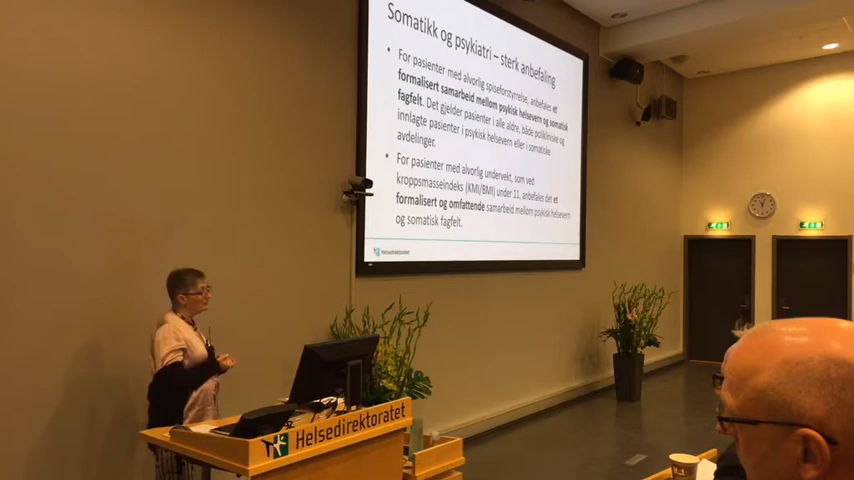 Somatikk og psykiatri – sterk anbefaling
• For pasienter med alvorlig spiseforstyrrelse, anbefales et
formalisert samarbeid mellom psykisk helsevern og somatisk
fagfelt. Det gjelder pasienter i alle aldre, både polikliniske og
innlagte pasienter i psykisk helsevern eller i somatiske
avdelinger.
• For pasienter med alvorlig undervekt, som ved
kroppsmasseindeks (KMI/BMI) under 11, anbefales det et
formalisert og omfattende samarbeid mellom psykisk helsevern
og somatisk fagfelt.
Helsedirektoratet
Helsedirektoratet